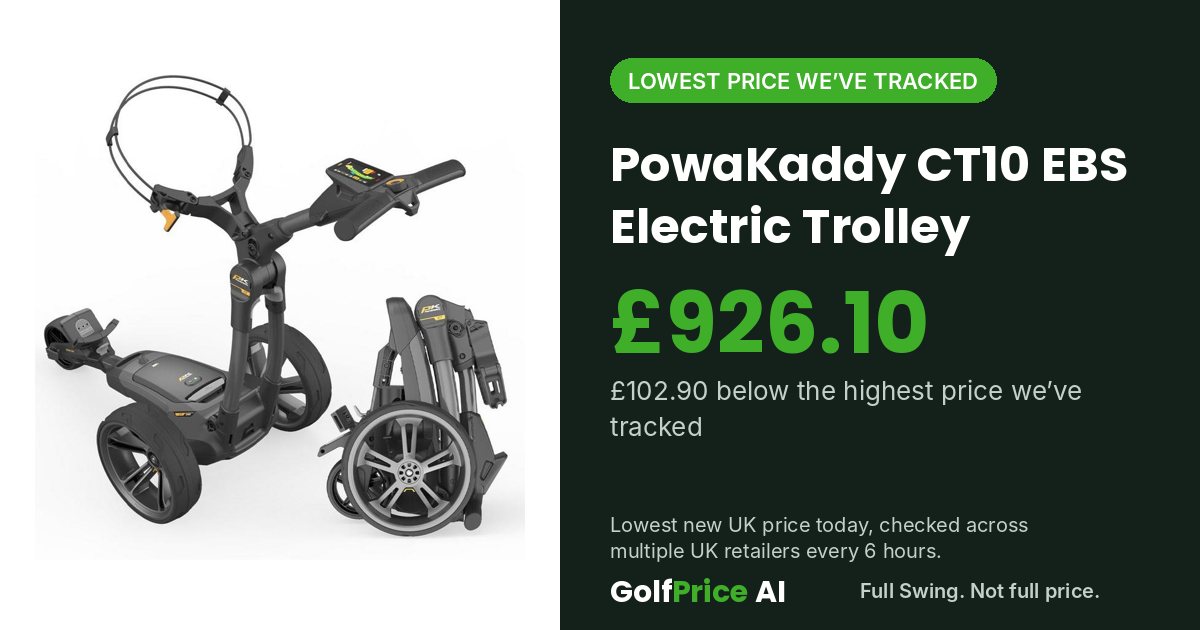 LOWEST PRICE WE’VE TRACKED
PowaKaddy CT10 EBS
Electric Trolley
£926.10
£102.90 below the highest price we’ve
tracked
Lowest new UK price today, checked across
multiple UK retailers every 6 hours.
GolfPrice AI
Full Swing. Not full price.